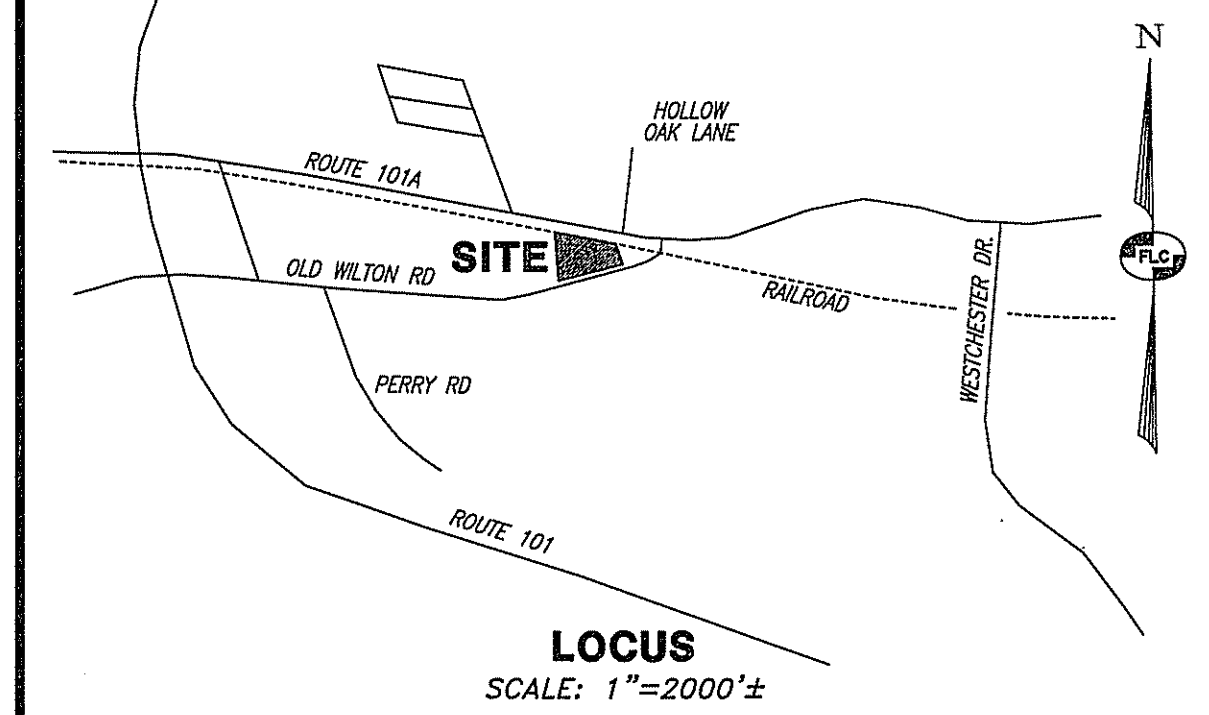 N
HOLLOW
OAK LANE
ROUTE 101A
SITE
OLD WILTON RD
FLC
RAILROAD
WESTCHESTER DR.
PERRY RD
ROUTE 101
LOCUS
SCALE: 1"=2000'±